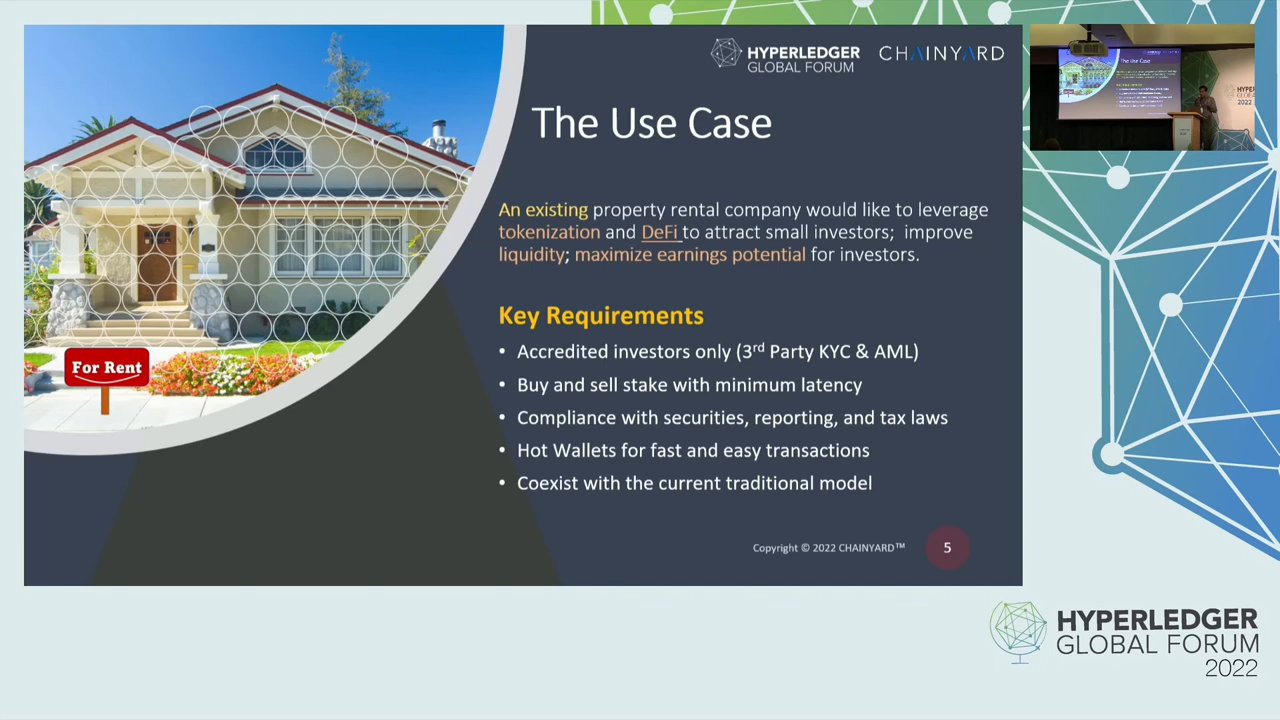 HYPERLEDGER
GLOBAL FORUM
CHAINYARD
The Use Case
An existing property rental company would like to leverage
tokenization and DeFi to attract small investors;  improve
liquidity; maximize earnings potential for investors.
Key Requirements
• Accredited investors only (3rd Party KYC & AML)
• Buy and sell stake with minimum latency
• Compliance with securities, reporting, and tax laws
• Hot Wallets for fast and easy transactions
• Coexist with the current traditional model
For Rent
Copyright © 2022 CHAINYARD™
5
The Use Case
2022
HYPERLEDGER
GLOBAL FORUM
2022